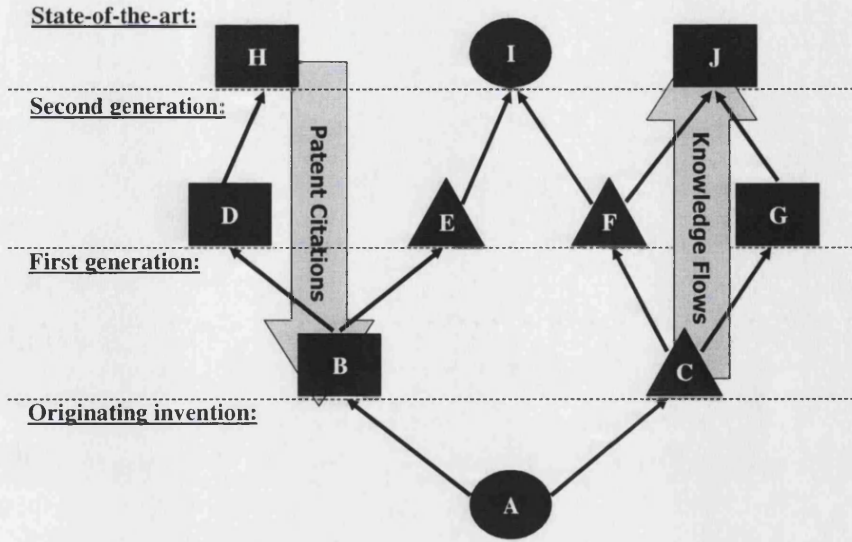 State-of-the-art:
H
I
J
Second generation:
Patent Citations
Knowledge Flows
D
E
F
G
First generation:
B
C
Originating invention:
A